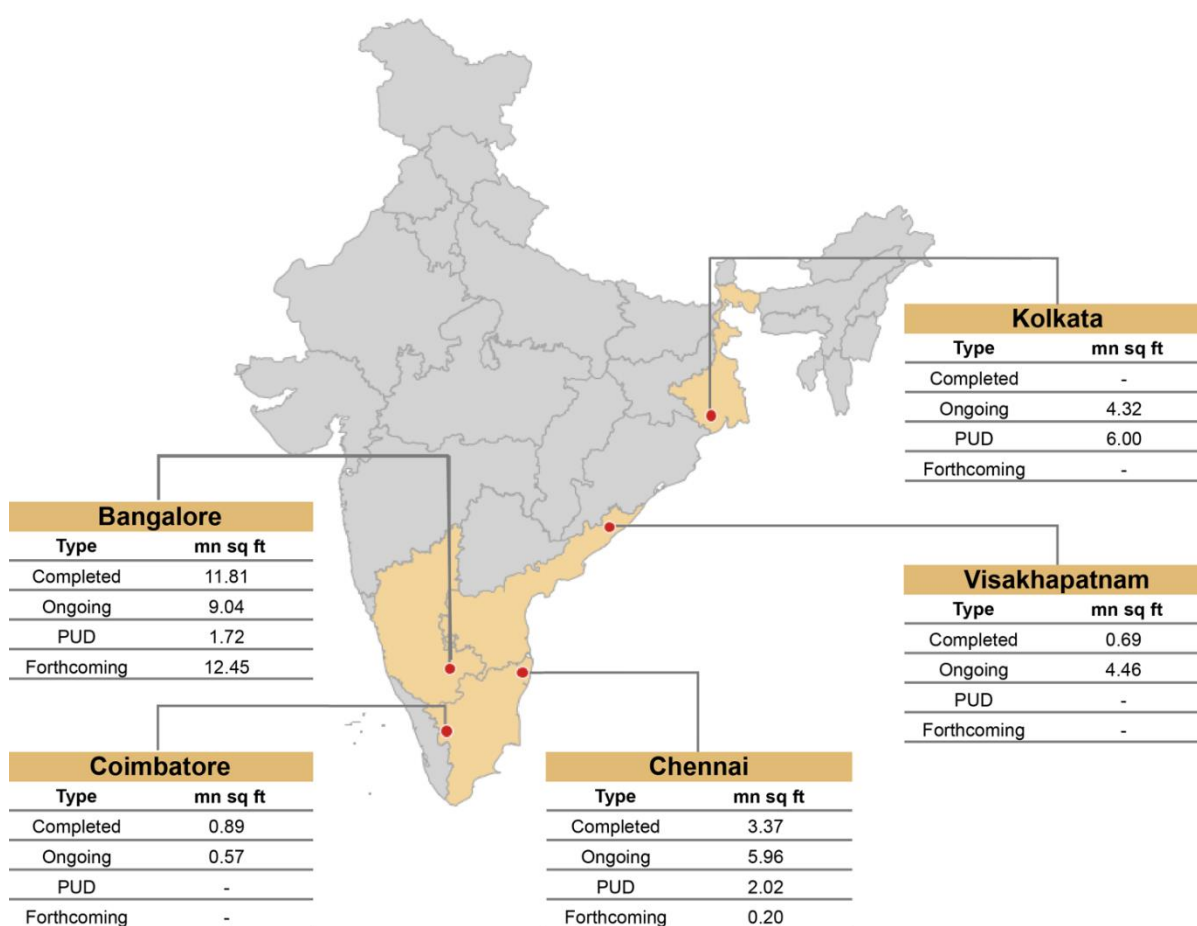 Kolkata
Type mn sq ft
Completed -
Ongoing 4.32
PUD 6.00
Forthcoming -
Bangalore
Type mn sq ft
Completed 11.81
Ongoing 9.04
PUD 1.72
Forthcoming 12.45
Visakhapatnam
Type mn sq ft
Completed 0.69
Ongoing 4.46
PUD -
Forthcoming -
Coimbatore
Type mn sq ft
Completed 0.89
Ongoing 0.57
PUD -
Forthcoming -
Chennai
Type mn sq ft
Completed 3.37
Ongoing 5.96
PUD 2.02
Forthcoming 0.20